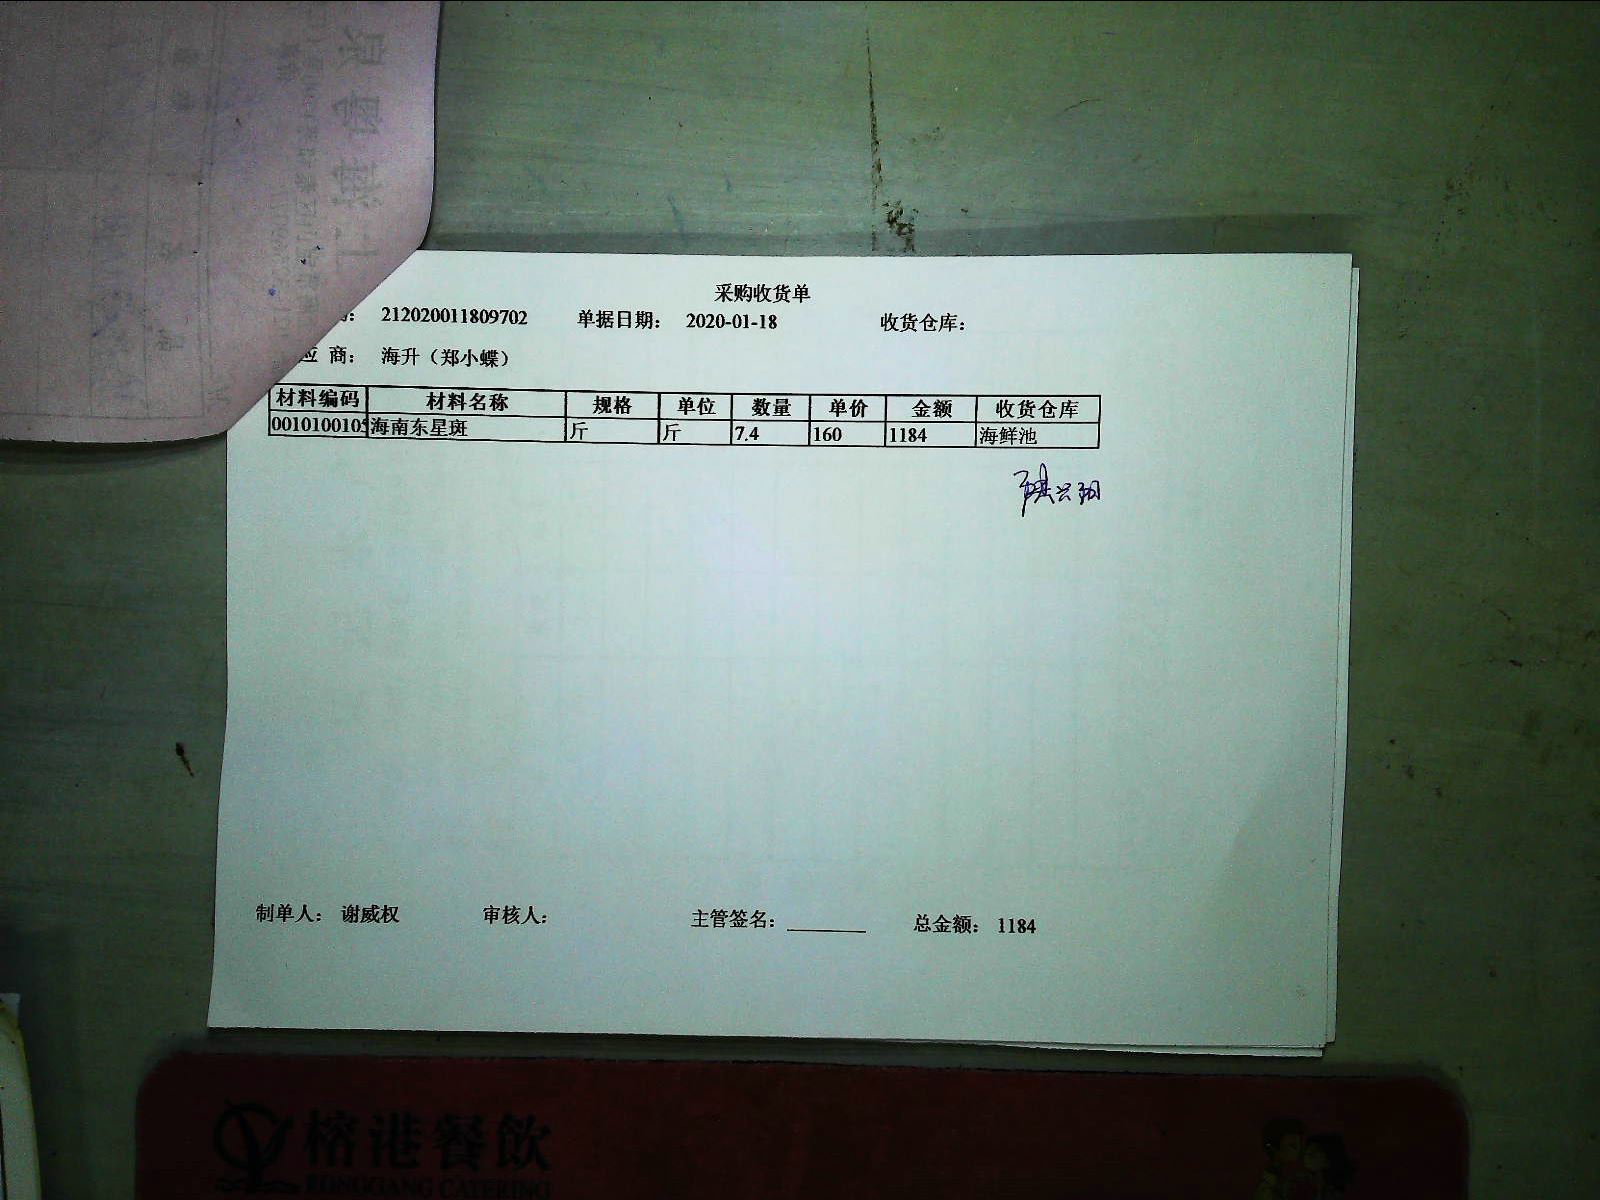 采购收货单
212020011809702 单据日期： 2020-01-18 收货仓库：
应 商： 海升（郑小蝶）
材料编码 材料名称 规格 单位 数量 单价 金额 收货仓库
0010100105 海南东星斑 斤 斤 7.4 160 1184 海鲜池
制单人： 谢威权 审核人： 主管签名： 总金额： 1184
榕港餐飲
RONGGANG CATERING